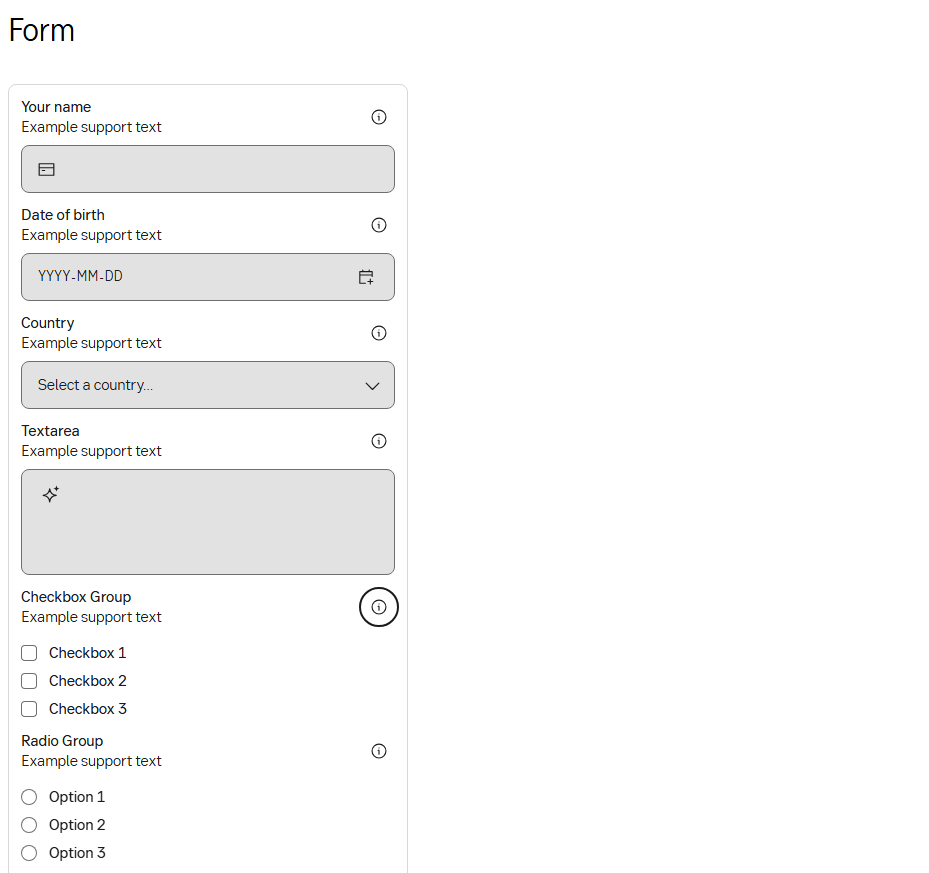 Form
Your name
Example support text
Date of birth
Example support text
YYYY-MM-DD
Country
Example support text
Select a country...
Textarea
Example support text
Checkbox Group
Example support text
Checkbox 1
Checkbox 2
Checkbox 3
Radio Group
Example support text
Option 1
Option 2
Option 3